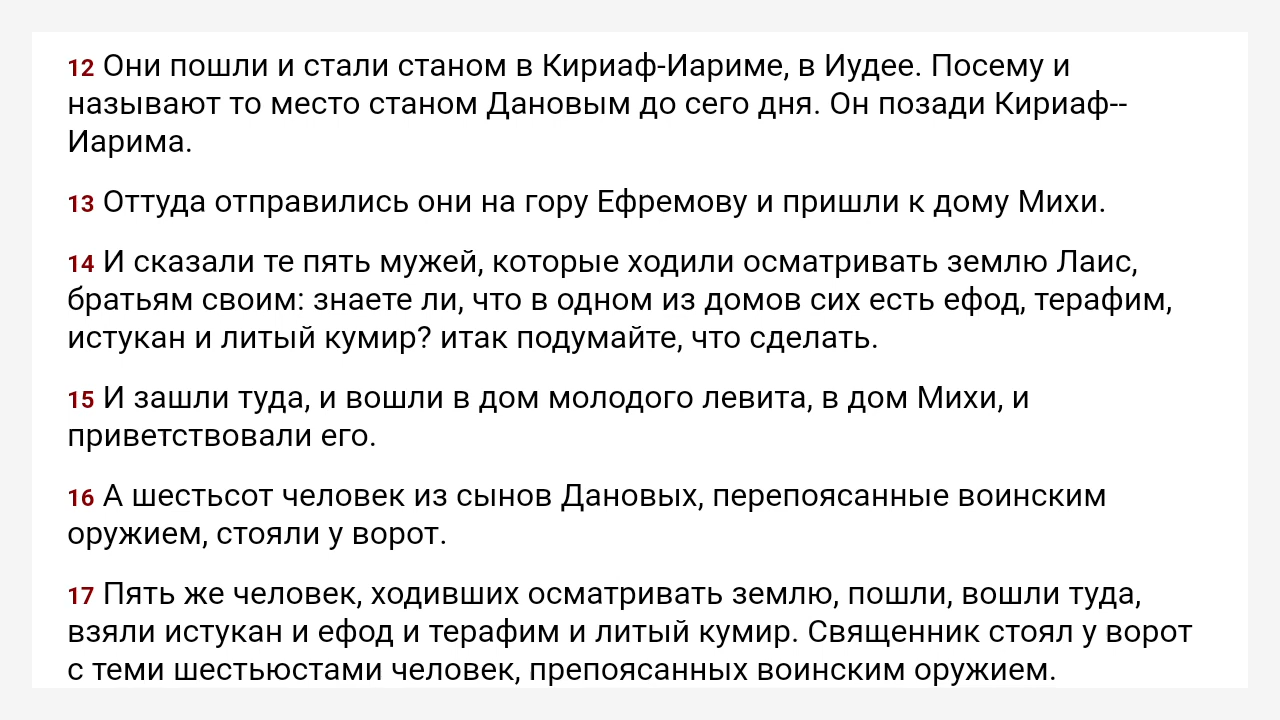 12 Они пошли и стали станом в Кириаф-Иариме, в Иудее. Посему и
называют то место станом Дановым до сего дня. Он позади Кириаф--
Иарима.
13 Оттуда отправились они на гору Ефремову и пришли к дому Михи.
14 И сказали те пять мужей, которые ходили осматривать землю Лаис,
братьям своим: знаете ли, что в одном из домов сих есть ефод, терафим,
истукан и литый кумир? итак подумайте, что сделать.
15 И зашли туда, и вошли в дом молодого левита, в дом Михи, и
приветствовали его.
16 А шестьсот человек из сынов Дановых, перепоясанные воинским
оружием, стояли у ворот.
17 Пять же человек, ходивших осматривать землю, пошли, вошли туда,
взяли истукан и ефод и терафим и литый кумир. Священник стоял у ворот
с теми шестьюстами человек, препоясанных воинским оружием.